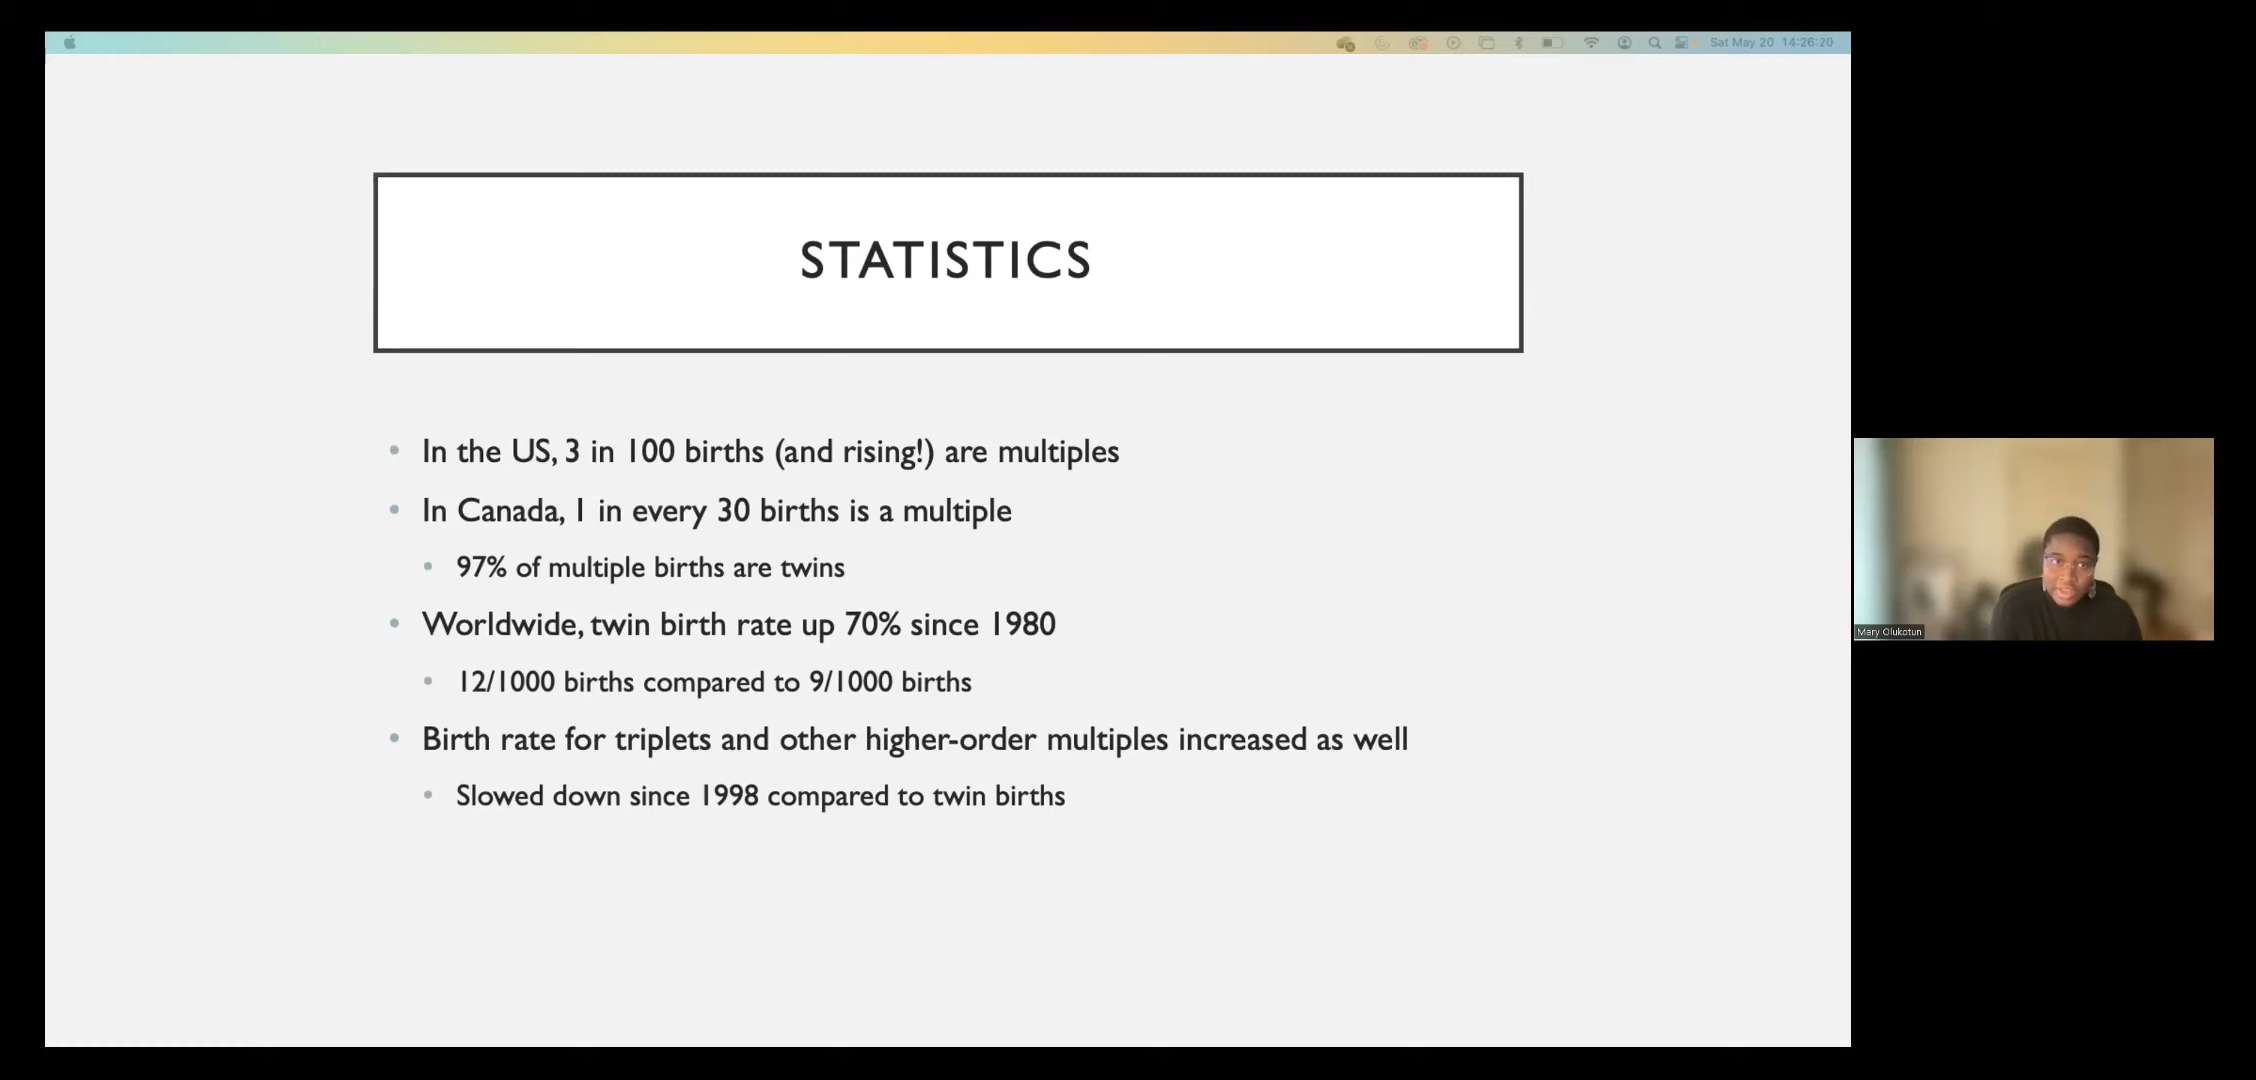 Sat May 20 14:26:20
STATISTICS
• In the US, 3 in 100 births (and rising!) are multiples
• In Canada, 1 in every 30 births is a multiple
• 97% of multiple births are twins
• Worldwide, twin birth rate up 70% since 1980
• 12/1000 births compared to 9/1000 births
• Birth rate for triplets and other higher-order multiples increased as well
• Slowed down since 1998 compared to twin births
Mary Olukotun